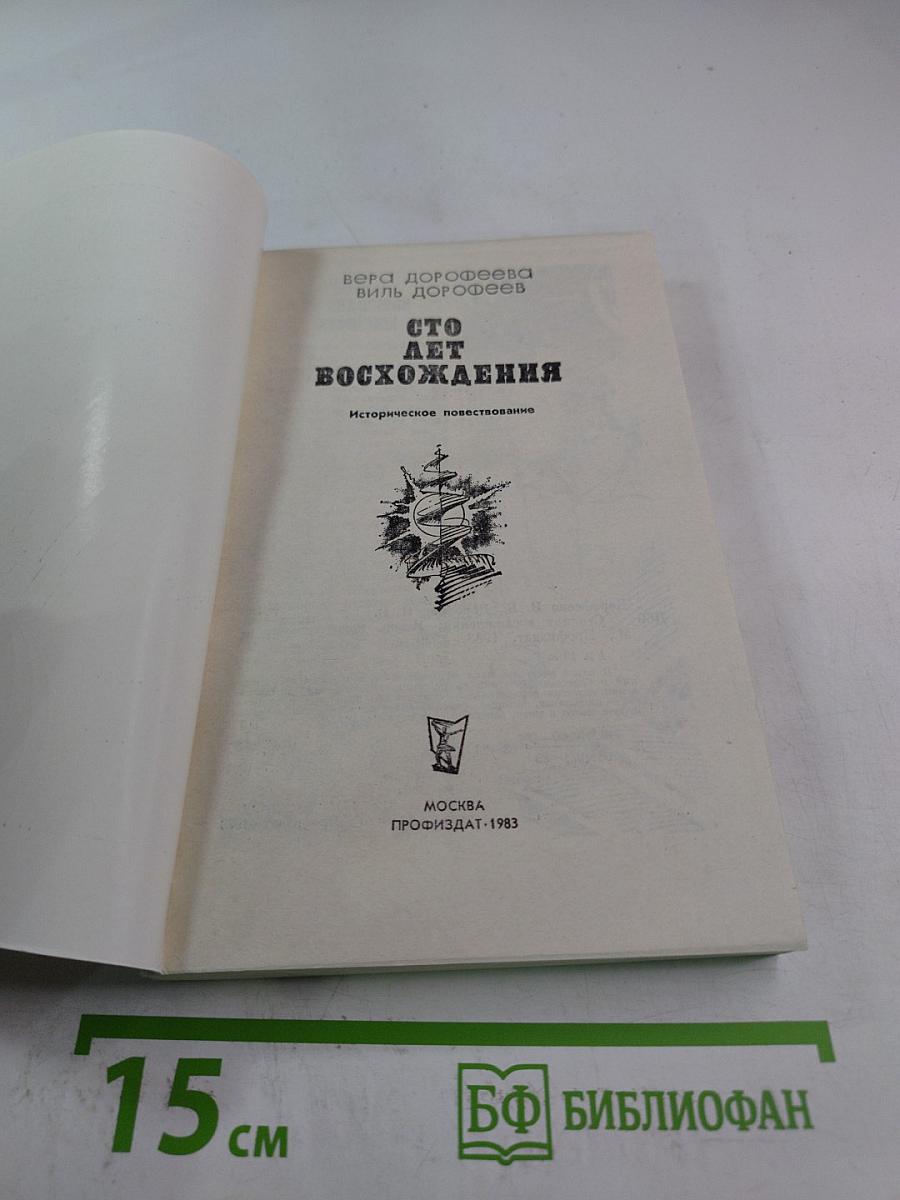 Вера Дорофеева
Виль Дорофеев
СТО
ЛЕТ
ВОСХОЖДЕНИЯ
Историческое повествование
МОСКВА
ПРОФИЗДАТ·1983
15 см
БФ БИБЛИОФАН